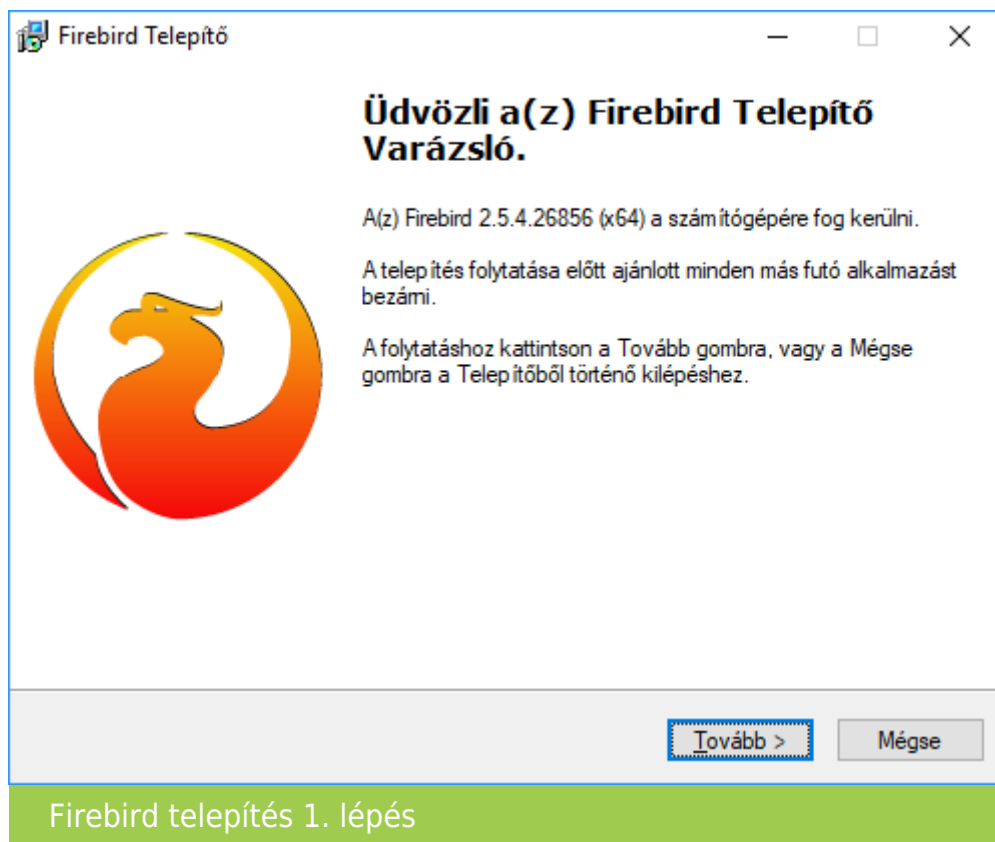 Firebird Telepítő
Üdvözli a(z) Firebird Telepítő
Varázsló.
A(z) Firebird 2.5.4.26856 (x64) a számítógépére fog kerülni.
A telepítés folytatása előtt ajánlott minden más futó alkalmazást
bezárni.
A folytatáshoz kattintson a Tovább gombra, vagy a Mégse
gombra a Telepítőből történő kilépéshez.
Tovább >
Mégse
Firebird telepítés 1. lépés